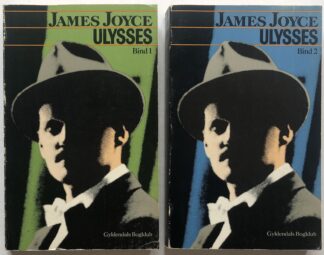 JAMES JOYCE
ULYSSES
Bind 1
Gyldendals Bogklub
JAMES JOYCE
ULYSSES
Bind 2
Gyldendals Bogklub